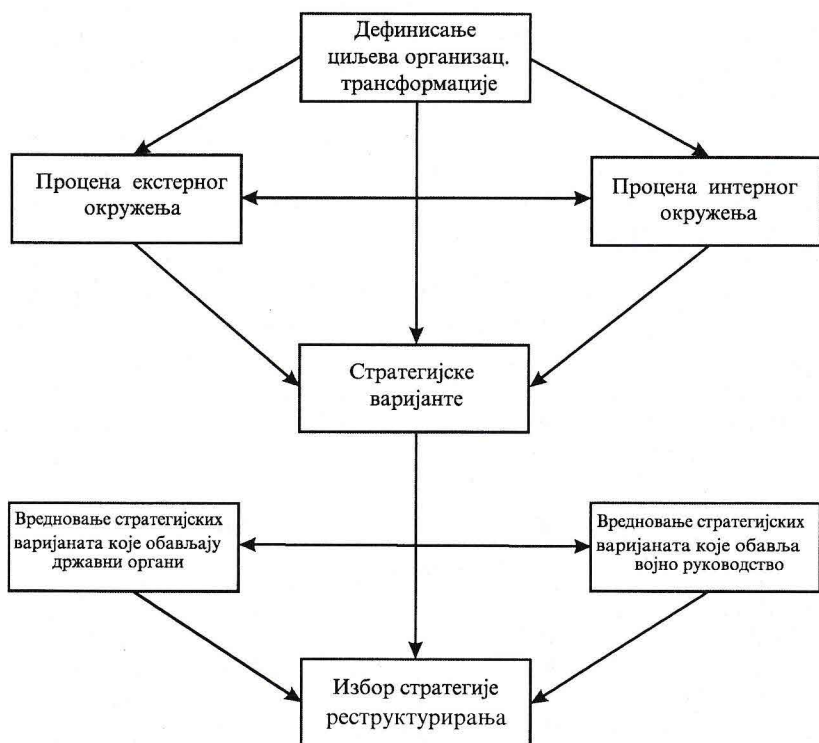 Дефинисање
циљева организац.
трансформације
Процена екстерног
окружења
Процена интерног
окружења
Стратегијске
варијанте
Вредновање стратегијских
варијаната које обављају
државни органи
Вредновање стратегијских
варијаната које обавља
војно руководство
Избор стратегије
реструктурирања